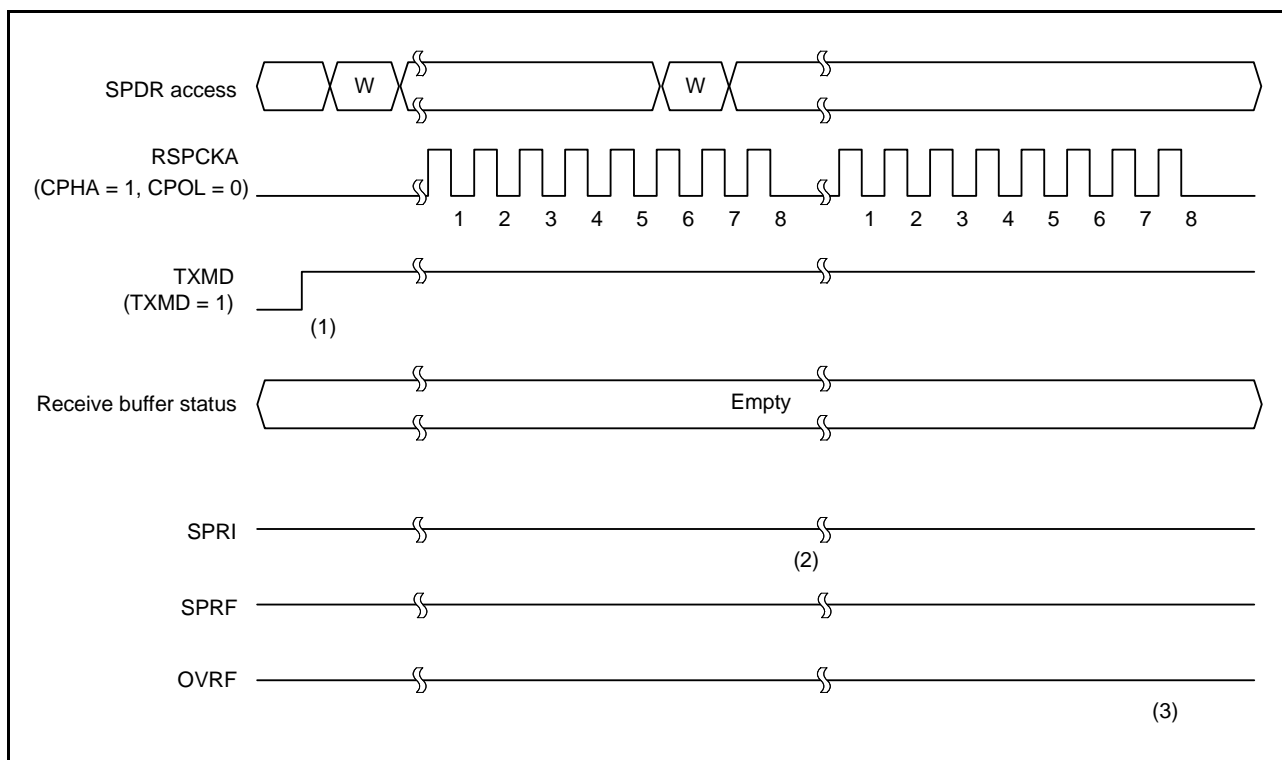 SPDR access
W
W
RSPCKA
(CPHA = 1, CPOL = 0)
1 2 3 4 5 6 7 8
1 2 3 4 5 6 7 8
TXMD
(TXMD = 1)
(1)
Receive buffer status
Empty
SPRI
(2)
SPRF
OVRF
(3)